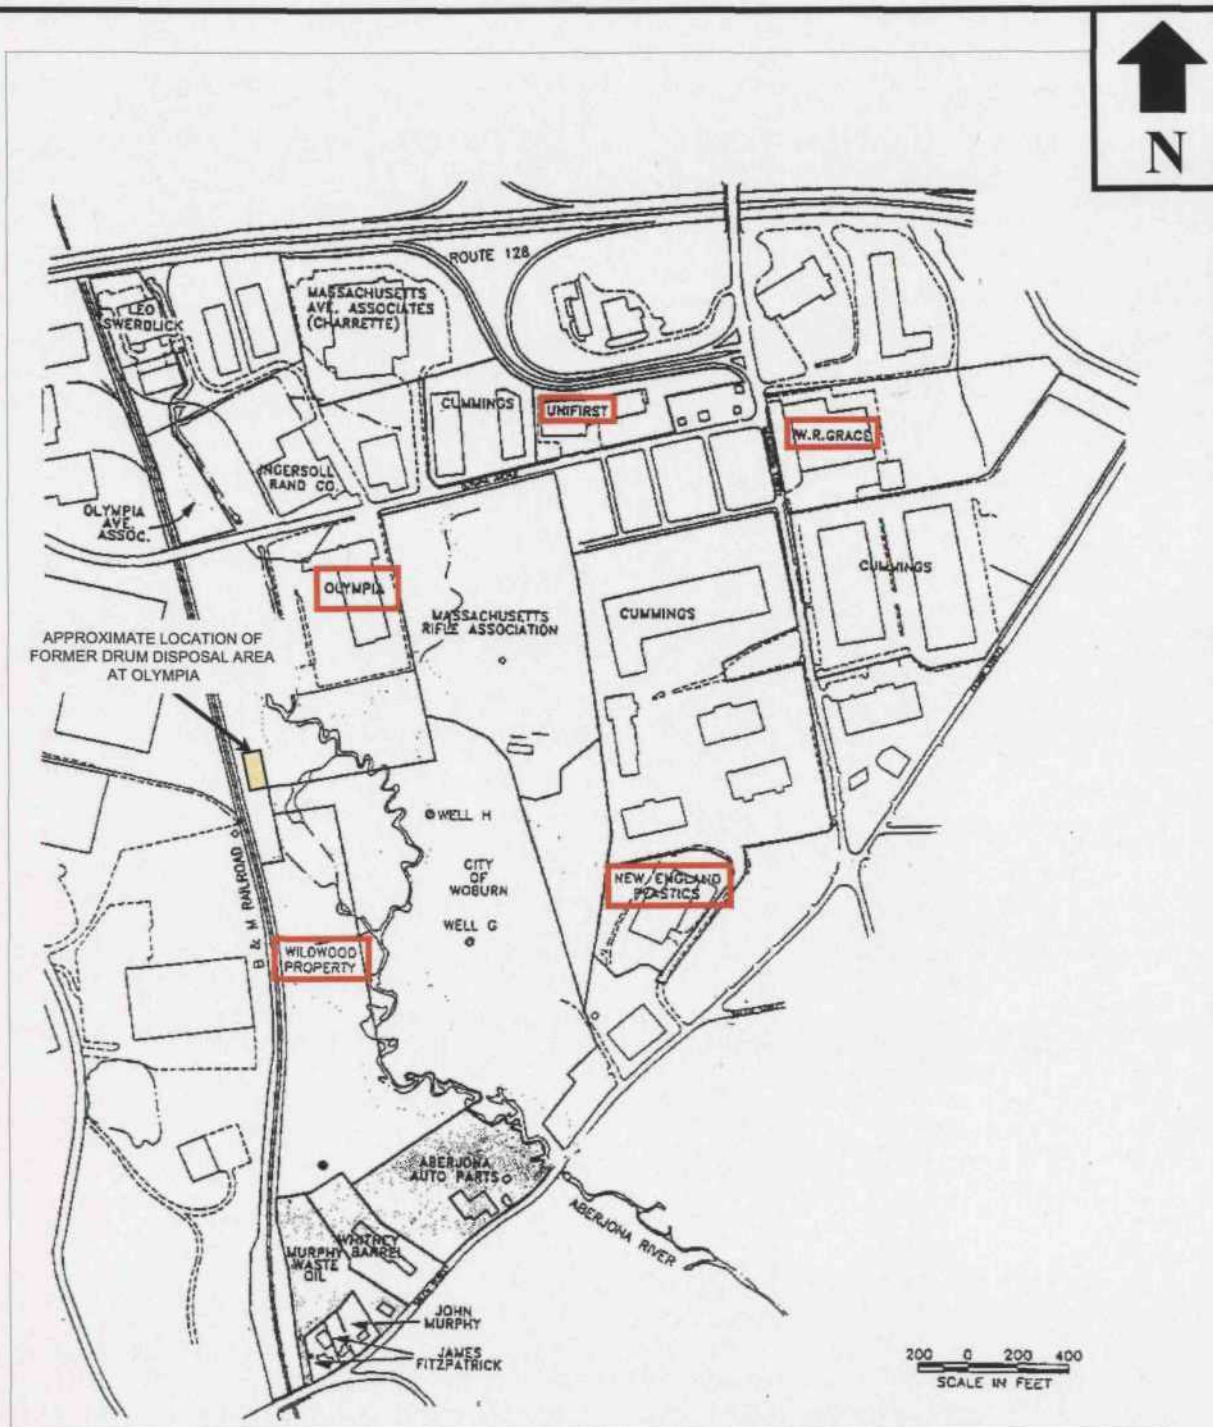 N
ROUTE 128
LEO
SWERDLICK
MASSACHUSETTS
AVE. ASSOCIATES
(CHARRETTE)
CUMMINGS
UNIFIRST
W.R.GRACE
INGERSOLL
RAND CO.
OLYMPIA
AVE.
ASSOC.
OLYMPIA
MASSACHUSETTS
RIFLE ASSOCIATION
CUMMINGS
CUMMINGS
APPROXIMATE LOCATION OF
FORMER DRUM DISPOSAL AREA
AT OLYMPIA
WELL H
CITY
OF
WOBURN
WELL G
B & M RAILROAD
NEW ENGLAND
PLASTICS
WILDWOOD
PROPERTY
ABERJONA
AUTO PARTS
ABERJONA RIVER
WHITNEY
BARREL
MURPHY
WASTE
OIL
JOHN
MURPHY
JAMES
FITZPATRICK
200 0 200 400
SCALE IN FEET